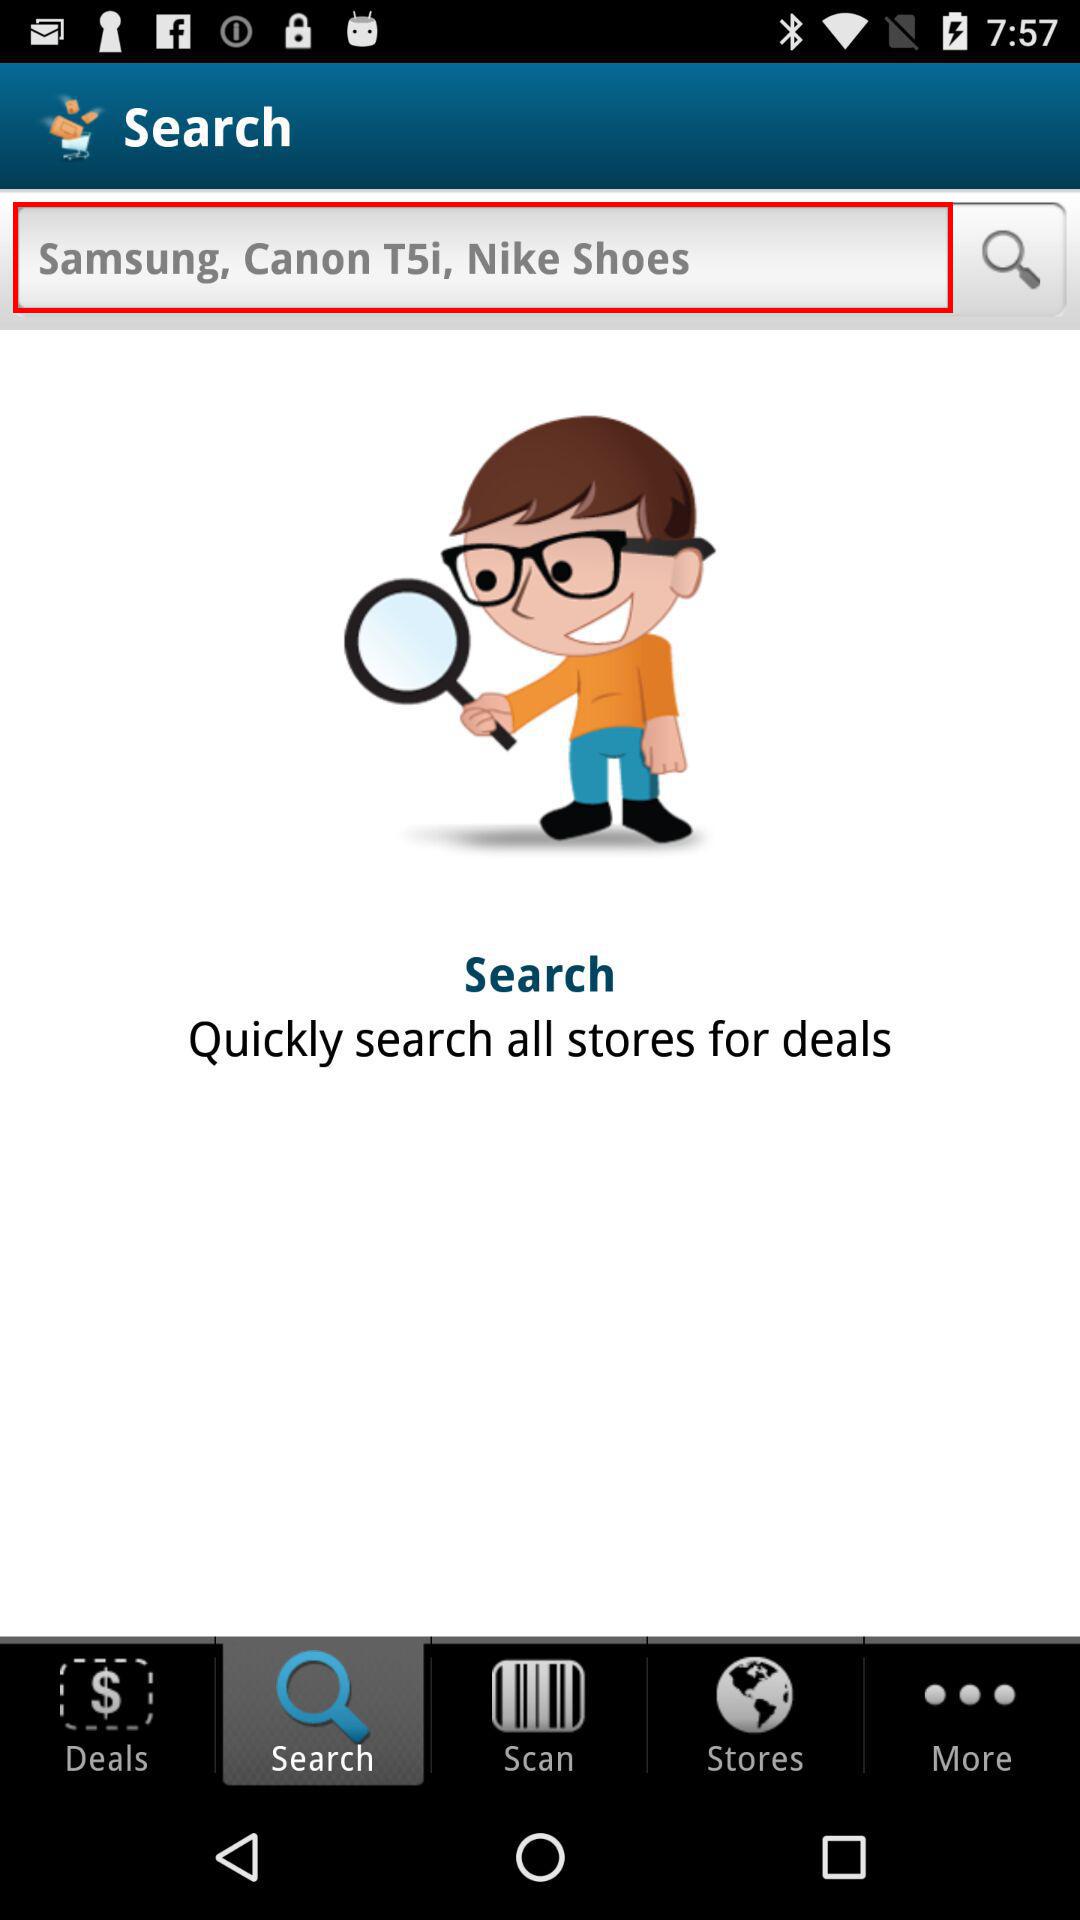 7:57
Search
Samsung, Canon T5i, Nike Shoes
Search
Quickly search all stores for deals
$
Deals Search Scan Stores More